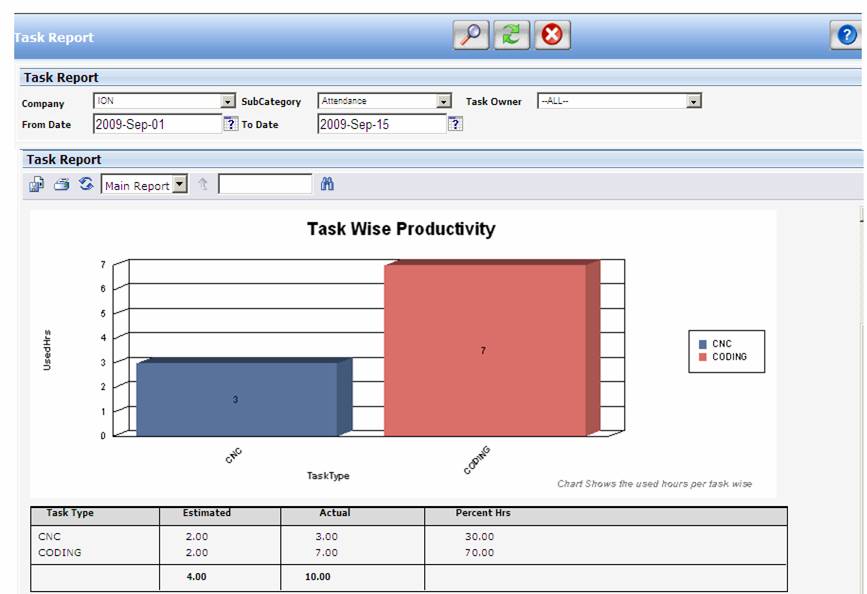 Task Report
?
Task Report
Company ION SubCategory Attendance Task Owner --ALL--
From Date 2009-Sep-01 ? To Date 2009-Sep-15 ?
Task Report
Main Report
Task Wise Productivity
7
6
5
4
3
2
1
0
UsedHrs
3
7
CNC
CODING
CNC
CODING
TaskType
Chart Shows the used hours per task wise
Task Type Estimated Actual Percent Hrs
CNC 2.00 3.00 30.00
CODING 2.00 7.00 70.00
4.00 10.00